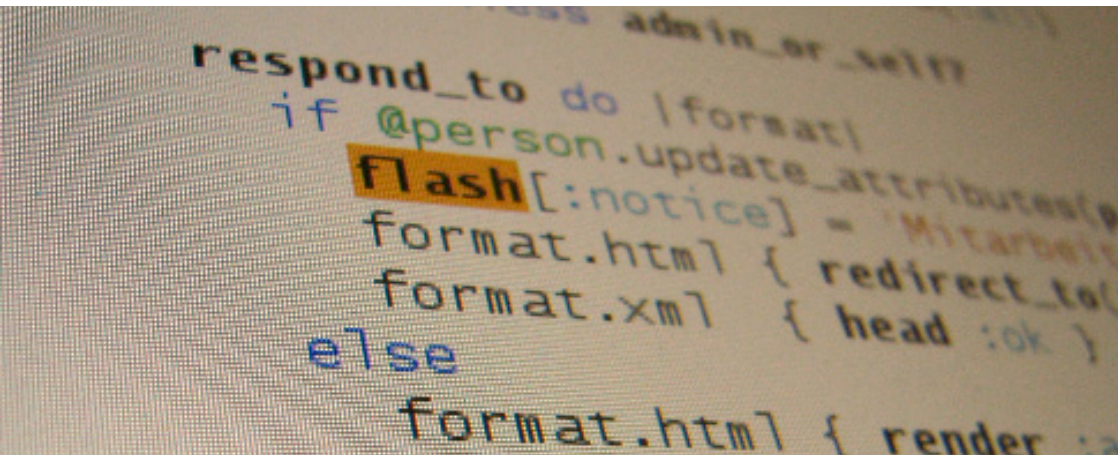 admin_or_self?
respond_to do |format|
if @person.update_attributes(
flash[:notice] = 'Mitarbeit
format.html { redirect_to(
format.xml { head :ok }
else
format.html { render :